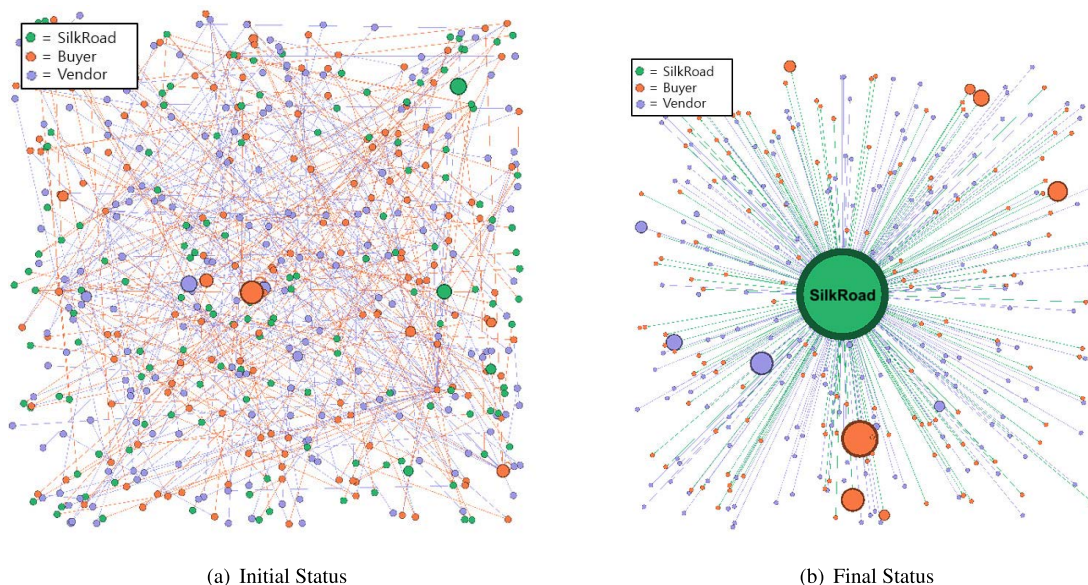 = SilkRoad
= Buyer
= Vendor
= SilkRoad
= Buyer
= Vendor
SilkRoad
(a) Initial Status
(b) Final Status